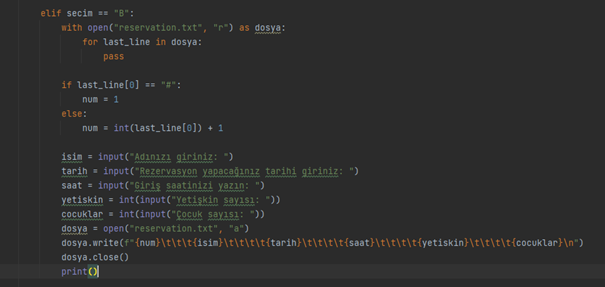 elif secim == "B":
with open("reservation.txt", "r") as dosya:
for last_line in dosya:
pass
if last_line[0] == "#":
num = 1
else:
num = int(last_line[0]) + 1
isim = input("Adınızı giriniz: ")
tarih = input("Rezervasyon yapacağınız tarihi giriniz: ")
saat = input("Giriş saatinizi yazın: ")
yetiskin = int(input("Yetişkin sayısı: "))
cocuklar = int(input("Çocuk sayısı: "))
dosya = open("reservation.txt", "a")
dosya.write(f"{num}\t\t\t{isim}\t\t\t\t{tarih}\t\t\t\t{saat}\t\t\t\t{yetiskin}\t\t\t\t{cocuklar}\n")
dosya.close()
print()